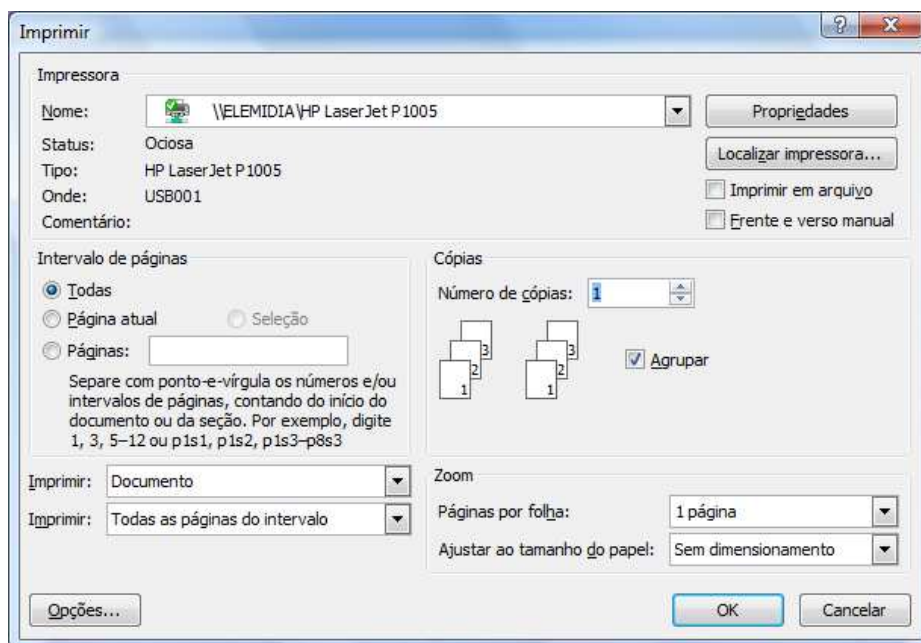 Imprimir
Impressora
Nome: \\ELEMIDIA\HP LaserJet P1005
Propriedades
Status: Ociosa
Localizar impressora...
Tipo: HP LaserJet P1005
Onde: USB001
Imprimir em arquivo
Comentário:
Frente e verso manual
Intervalo de páginas
Todas
Página atual Seleção
Páginas:
Separe com ponto-e-vírgula os números e/ou
intervalos de páginas, contando do início do
documento ou da seção. Por exemplo, digite
1, 3, 5–12 ou p1s1, p1s2, p1s3–p8s3
Cópias
Número de cópias: 1
3 3
2 2
1 1
Agrupar
Imprimir: Documento
Imprimir: Todas as páginas do intervalo
Zoom
Páginas por folha: 1 página
Ajustar ao tamanho do papel: Sem dimensionamento
Opções...
OK
Cancelar